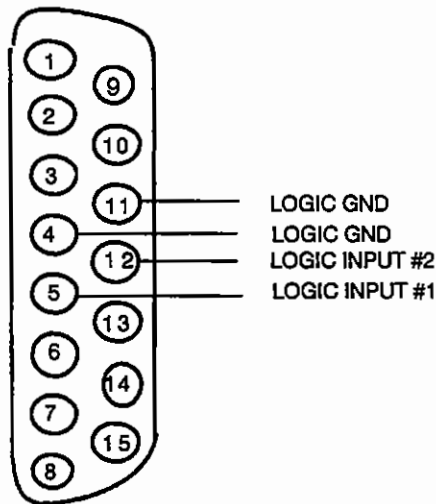 1
9
2
10
3
11 LOGIC GND
4 LOGIC GND
12 LOGIC INPUT #2
5 LOGIC INPUT #1
13
6
14
7
15
8